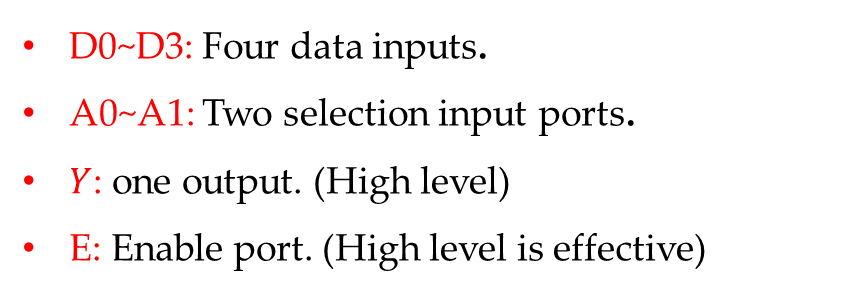 • D0~D3: Four data inputs.
• A0~A1: Two selection input ports.
• Y: one output. (High level)
• E: Enable port. (High level is effective)